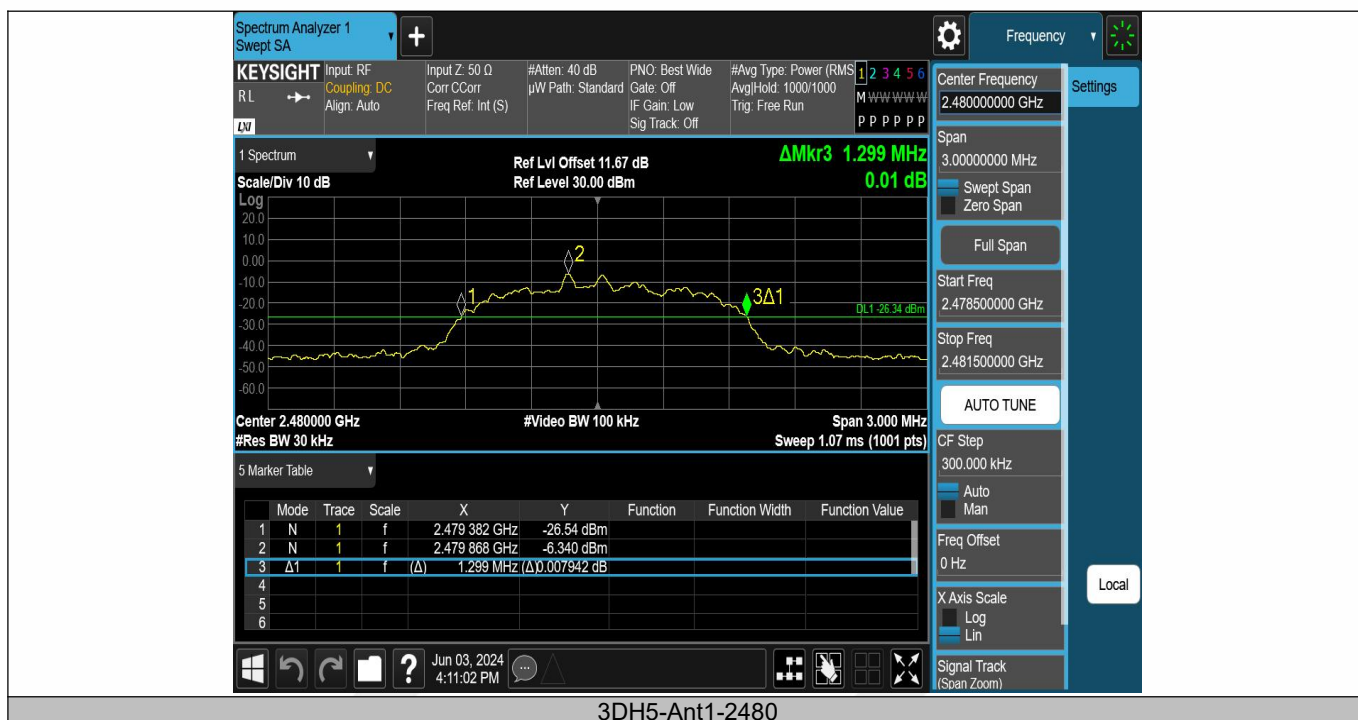 Spectrum Analyzer 1
Swept SA
+
Frequency
KEYSIGHT
RL
LXI
Input: RF
Coupling: DC
Align: Auto
Input Z: 50 Ω
Corr CCorr
Freq Ref: Int (S)
#Atten: 40 dB
µW Path: Standard
PNO: Best Wide
Gate: Off
IF Gain: Low
Sig Track: Off
#Avg Type: Power (RMS
Avg|Hold: 1000/1000
Trig: Free Run
1 2 3 4 5 6
M W W W W W
P P P P P P
1 Spectrum
Scale/Div 10 dB
Ref Lvl Offset 11.67 dB
Ref Level 30.00 dBm
ΔMkr3 1.299 MHz
0.01 dB
Log
20.0
10.0
0.00
-10.0
-20.0
-30.0
-40.0
-50.0
-60.0
1
2
3Δ1
DL1 -26.34 dBm
Center 2.480000 GHz
#Video BW 100 kHz
Span 3.000 MHz
#Res BW 30 kHz
Sweep 1.07 ms (1001 pts)
5 Marker Table
Mode Trace Scale X Y Function Function Width Function Value
1 N 1 f 2.479 382 GHz -26.54 dBm
2 N 1 f 2.479 868 GHz -6.340 dBm
3 Δ1 1 f (Δ) 1.299 MHz (Δ)0.007942 dB
4
5
6
?
Jun 03, 2024
4:11:02 PM
Center Frequency
2.480000000 GHz
Settings
Span
3.00000000 MHz
Swept Span
Zero Span
Full Span
Start Freq
2.478500000 GHz
Stop Freq
2.481500000 GHz
AUTO TUNE
CF Step
300.000 kHz
Auto
Man
Freq Offset
0 Hz
Local
X Axis Scale
Log
Lin
Signal Track
(Span Zoom)
3DH5-Ant1-2480